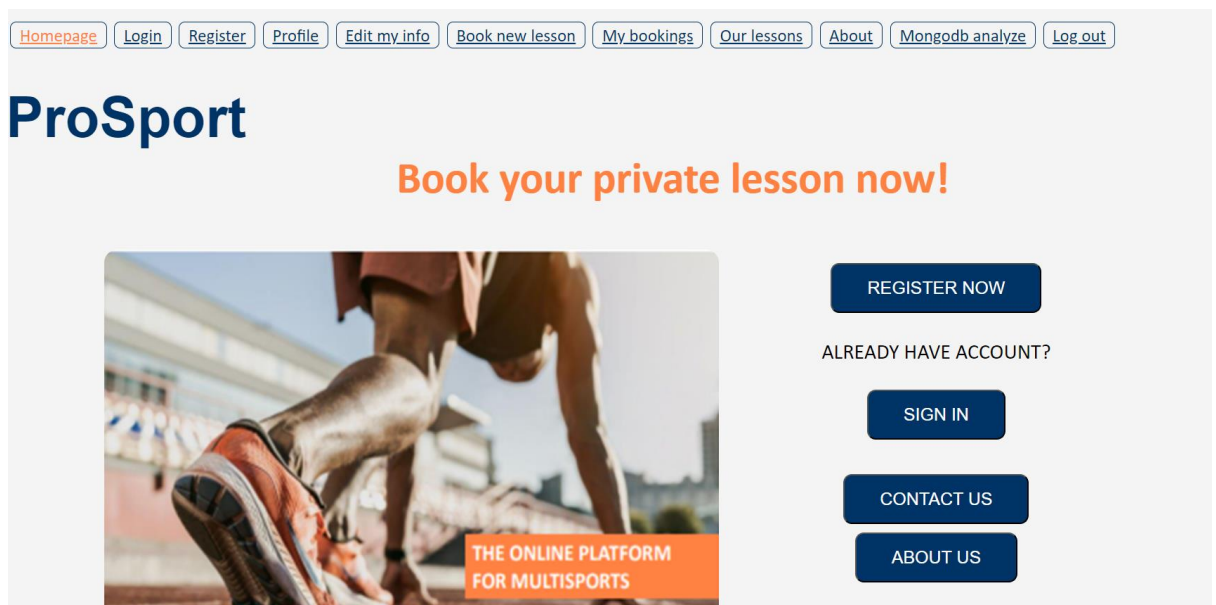 Homepage Login Register Profile Edit my info Book new lesson My bookings Our lessons About Mongodb analyze Log out
ProSport
Book your private lesson now!
REGISTER NOW
ALREADY HAVE ACCOUNT?
SIGN IN
CONTACT US
ABOUT US
THE ONLINE PLATFORM
FOR MULTISPORTS